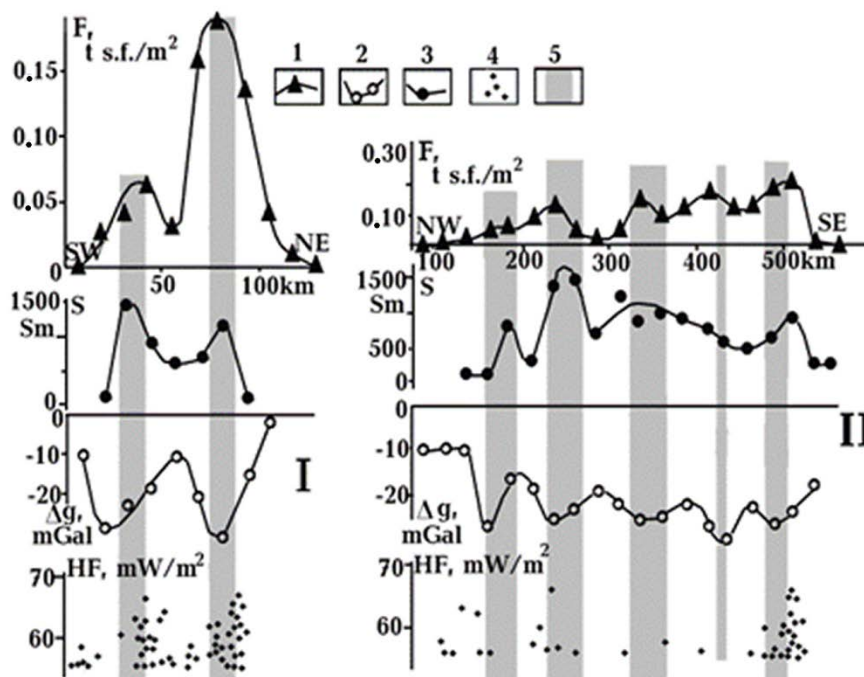 F, t s.f./m²
1 2 3 4 5
0.15
0.10
0.05
0
SW
NE
50 100km
1500 S
Sm
0
0
-10
-20
Δg,
mGal
I
70 HF, mW/m²
60
0.30 F, t s.f./m²
0.10
NW
SE
100 200 300 400 500km
1500 S
Sm
500
0
0
-10
-20
Δg,
mGal
II
70 HF, mW/m²
60